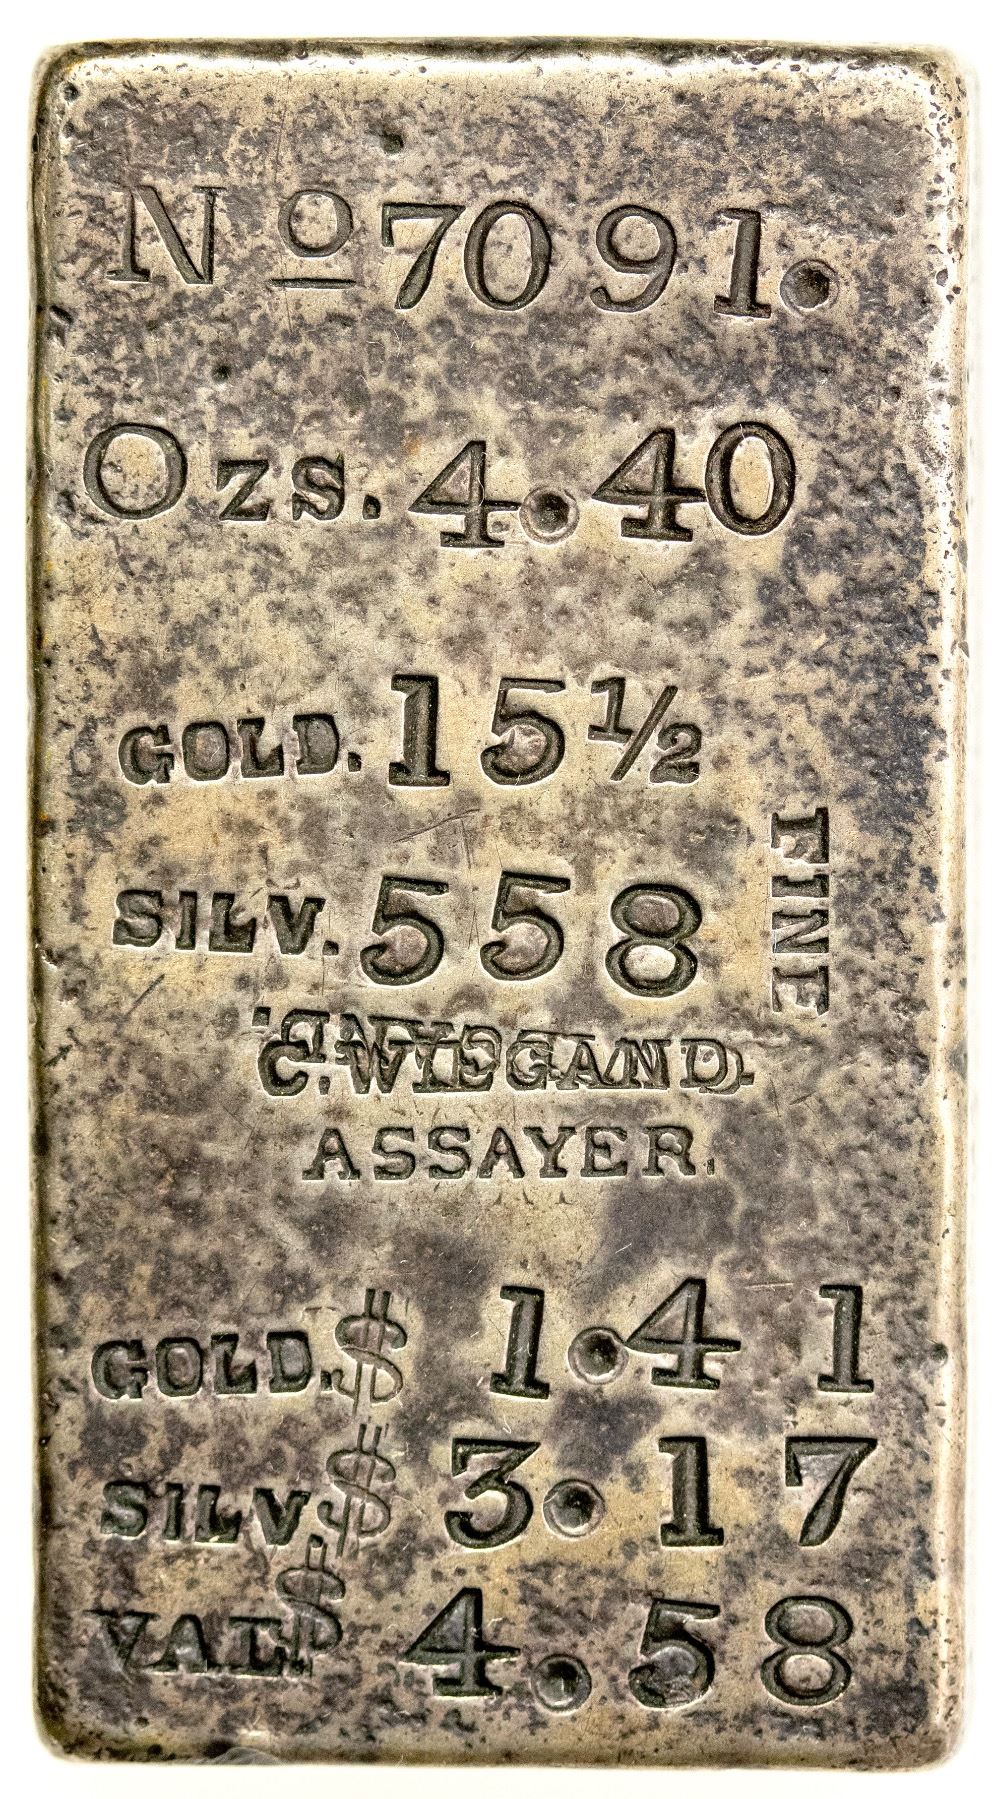 No 7091.
Ozs. 4.40
GOLD. 15½
SILV. 558
FINE
C. WIEGAND.
ASSAYER.
GOLD. $ 1.41
SILV. $ 3.17
VAL $ 4.58